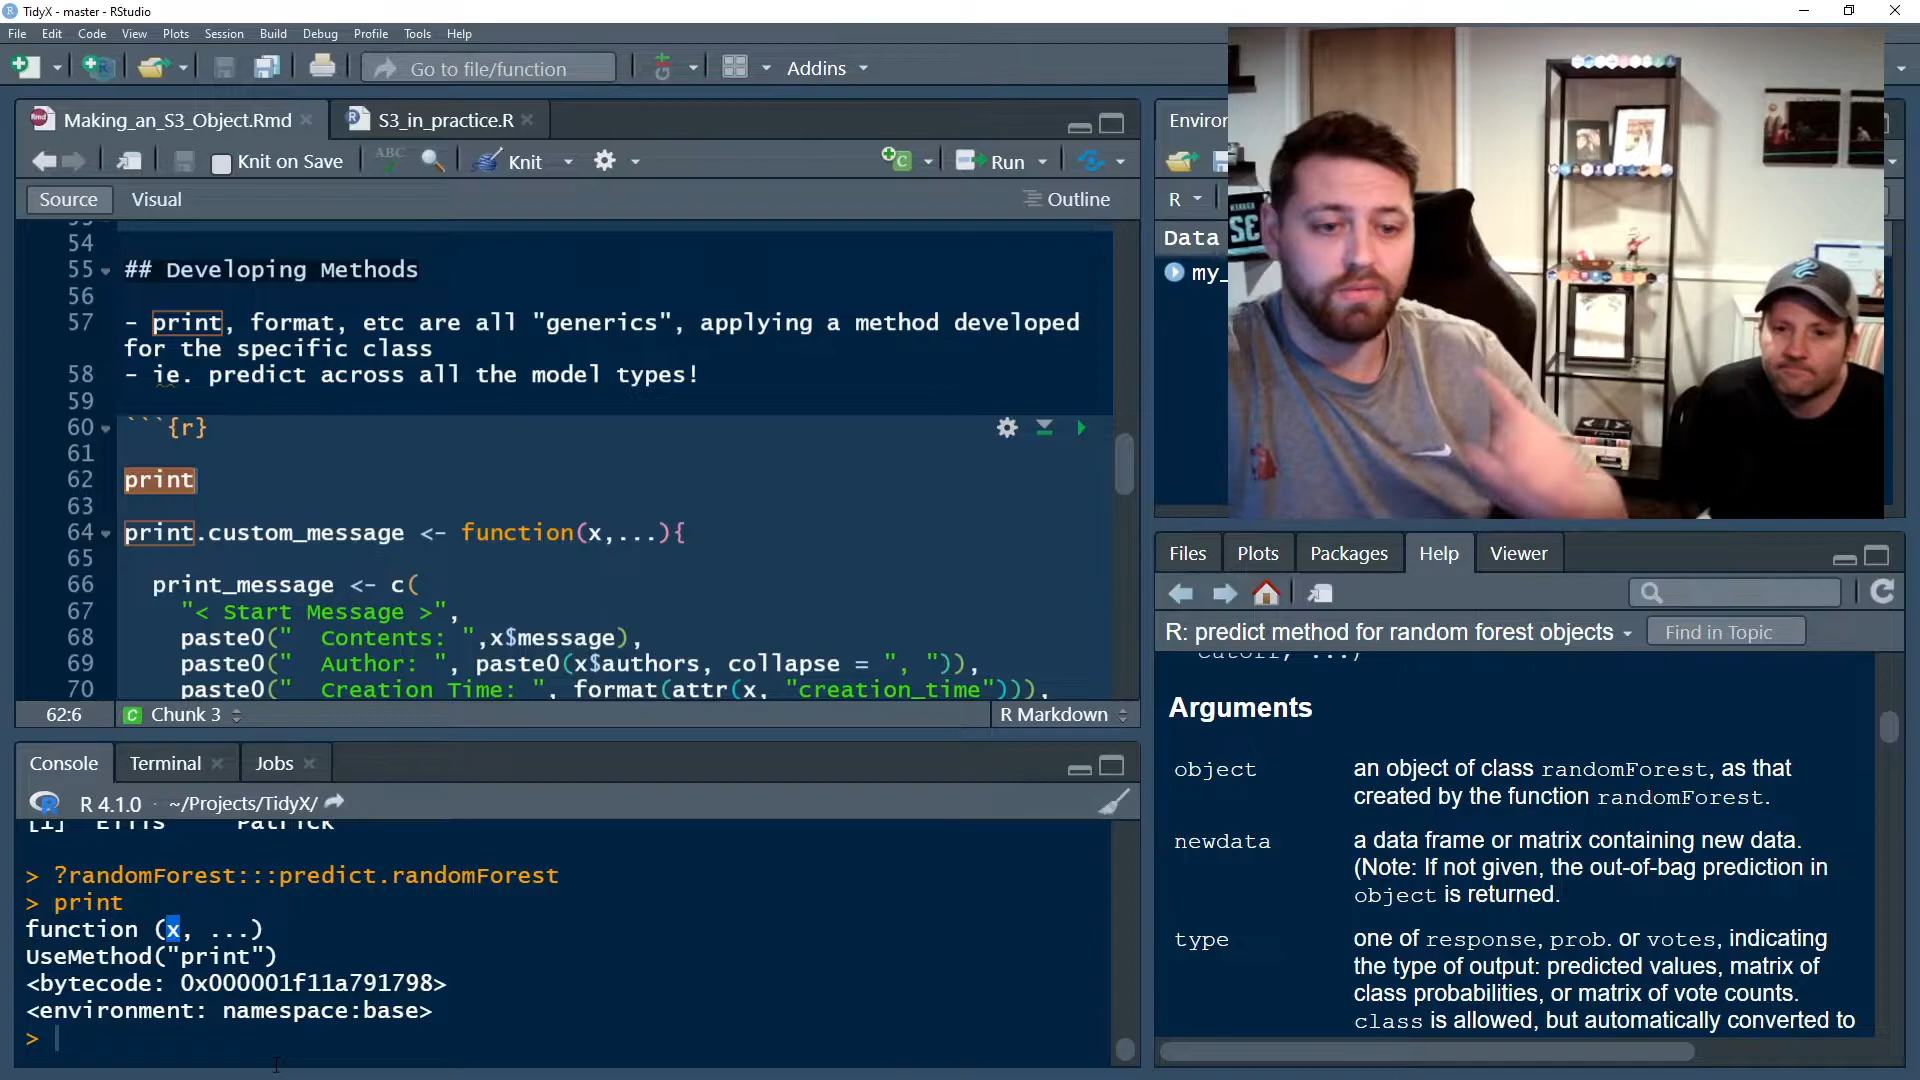 TidyX - master - RStudio
File Edit Code View Plots Session Build Debug Profile Tools Help
Go to file/function Addins
Making_an_S3_Object.Rmd S3_in_practice.R
Knit on Save Knit Run
Source Visual Outline
54
55 ## Developing Methods
56
57 - print, format, etc are all "generics", applying a method developed
for the specific class
58 - ie. predict across all the model types!
59
60 ```{r}
61
62 print
63
64 print.custom_message <- function(x,...){
65
66 print_message <- c(
67 "< Start Message >",
68 paste0("  Contents: ",x$message),
69 paste0("  Author: ", paste0(x$authors, collapse = ", ")),
70 paste0("  Creation Time: ", format(attr(x, "creation_time"))),
62:6 Chunk 3 R Markdown
Console Terminal Jobs
R 4.1.0 · ~/Projects/TidyX/
[1] Ellis Patrick
> ?randomForest:::predict.randomForest
> print
function (x, ...)
UseMethod("print")
<bytecode: 0x000001f11a791798>
<environment: namespace:base>
>
Environ
R
Data
my_
SE
Files Plots Packages Help Viewer
R: predict method for random forest objects Find in Topic
cutoff, ...)
Arguments
object an object of class randomForest, as that
created by the function randomForest.
newdata a data frame or matrix containing new data.
(Note: If not given, the out-of-bag prediction in
object is returned.
type one of response, prob. or votes, indicating
the type of output: predicted values, matrix of
class probabilities, or matrix of vote counts.
class is allowed, but automatically converted to